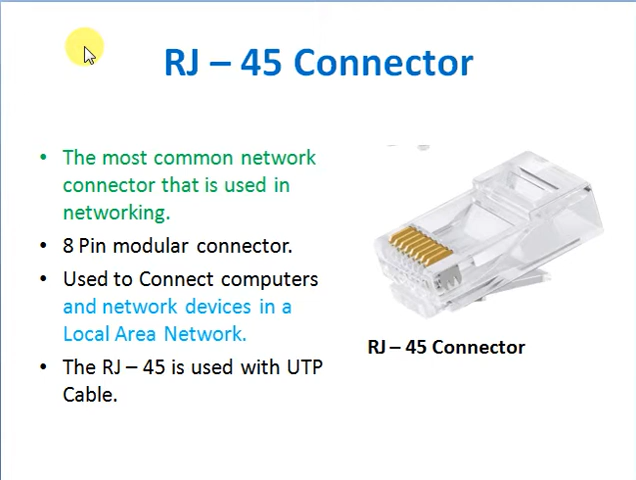 RJ – 45 Connector
• The most common network
connector that is used in
networking.
• 8 Pin modular connector.
• Used to Connect computers
and network devices in a
Local Area Network.
• The RJ – 45 is used with UTP
Cable.
RJ – 45 Connector